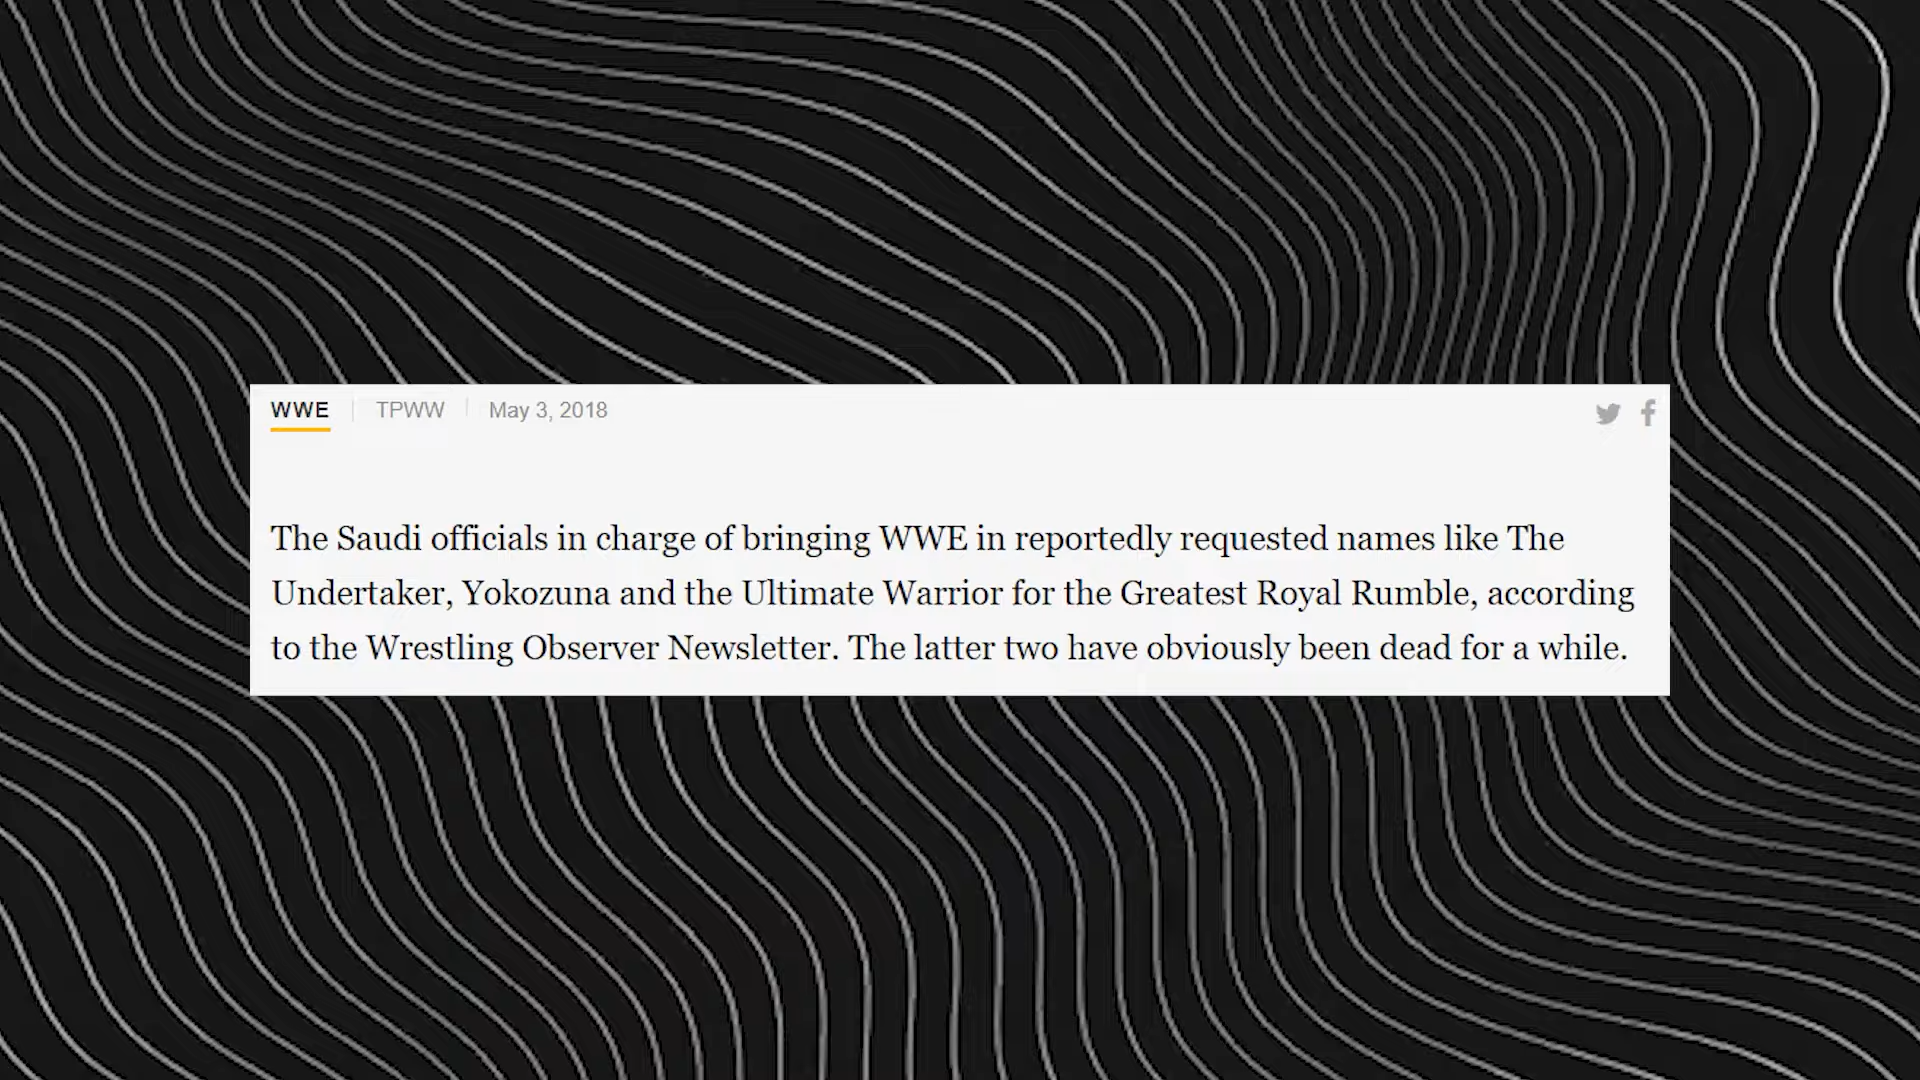 WWE TPWW May 3, 2018
The Saudi officials in charge of bringing WWE in reportedly requested names like The
Undertaker, Yokozuna and the Ultimate Warrior for the Greatest Royal Rumble, according
to the Wrestling Observer Newsletter. The latter two have obviously been dead for a while.